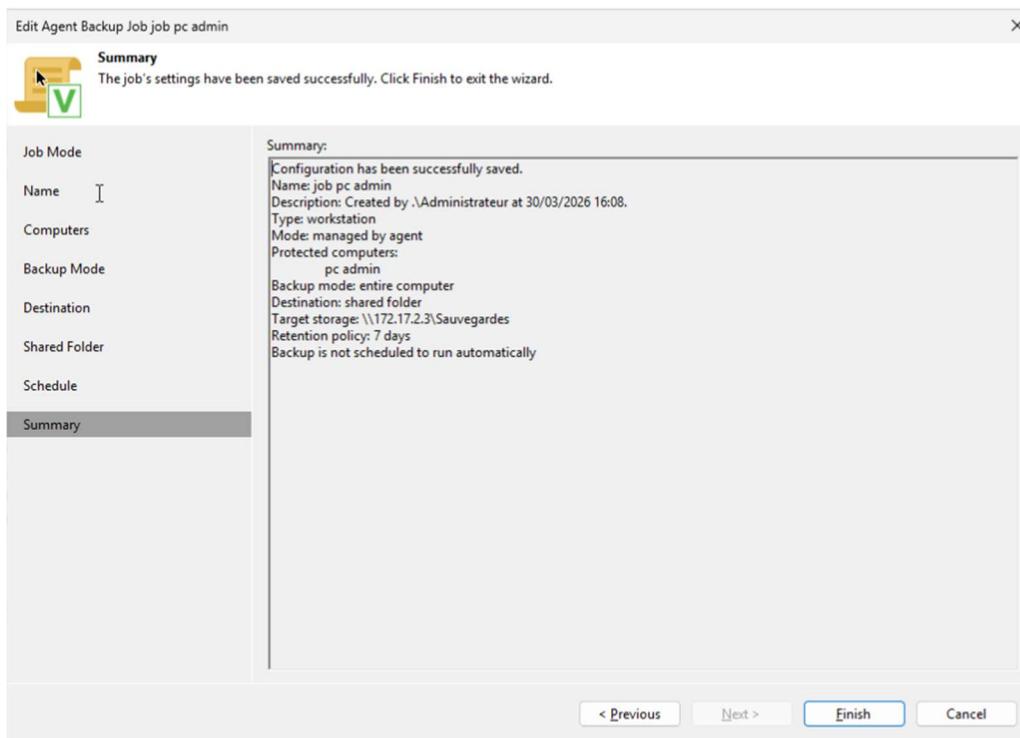 Edit Agent Backup Job job pc admin
Summary
The job's settings have been saved successfully. Click Finish to exit the wizard.
V
Job Mode
Name
Computers
Backup Mode
Destination
Shared Folder
Schedule
Summary
Summary:
Configuration has been successfully saved.
Name: job pc admin
Description: Created by .\Administrateur at 30/03/2026 16:08.
Type: workstation
Mode: managed by agent
Protected computers:
pc admin
Backup mode: entire computer
Destination: shared folder
Target storage: \\172.17.2.3\Sauvegardes
Retention policy: 7 days
Backup is not scheduled to run automatically
< Previous
Next >
Finish
Cancel